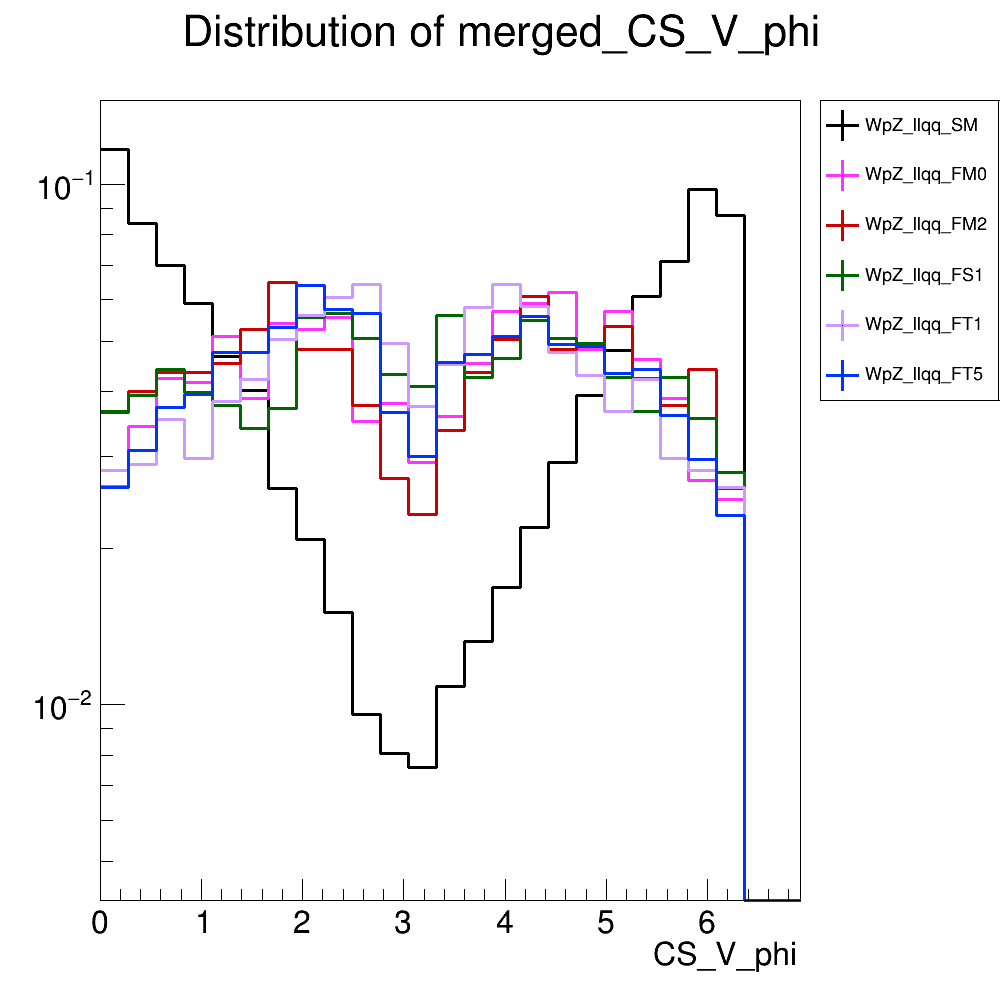 Distribution of merged_CS_V_phi
WpZ_llqq_SM
WpZ_llqq_FM0
WpZ_llqq_FM2
WpZ_llqq_FS1
WpZ_llqq_FT1
WpZ_llqq_FT5
10⁻¹
10⁻²
0 1 2 3 4 5 6
CS_V_phi